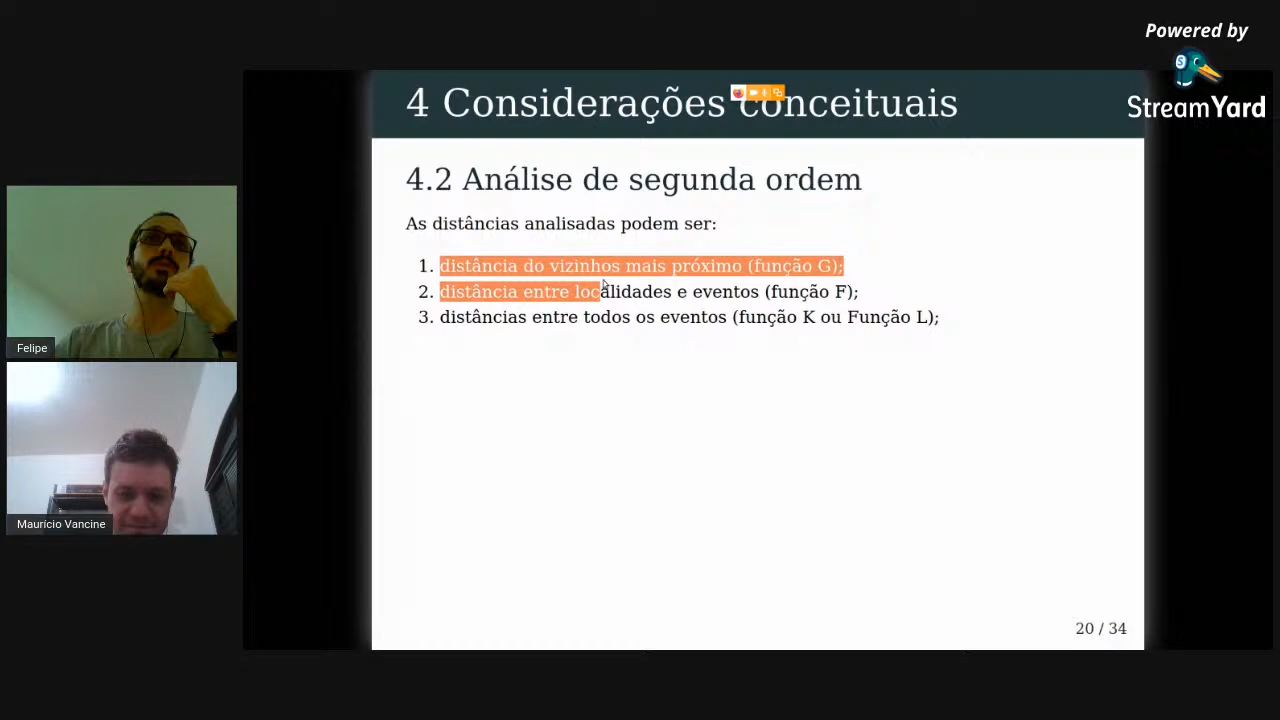 Powered by
StreamYard
4 Considerações conceituais
4.2 Análise de segunda ordem
As distâncias analisadas podem ser:
1. distância do vizinhos mais próximo (função G);
2. distância entre localidades e eventos (função F);
3. distâncias entre todos os eventos (função K ou Função L);
Felipe
Maurício Vancine
20 / 34